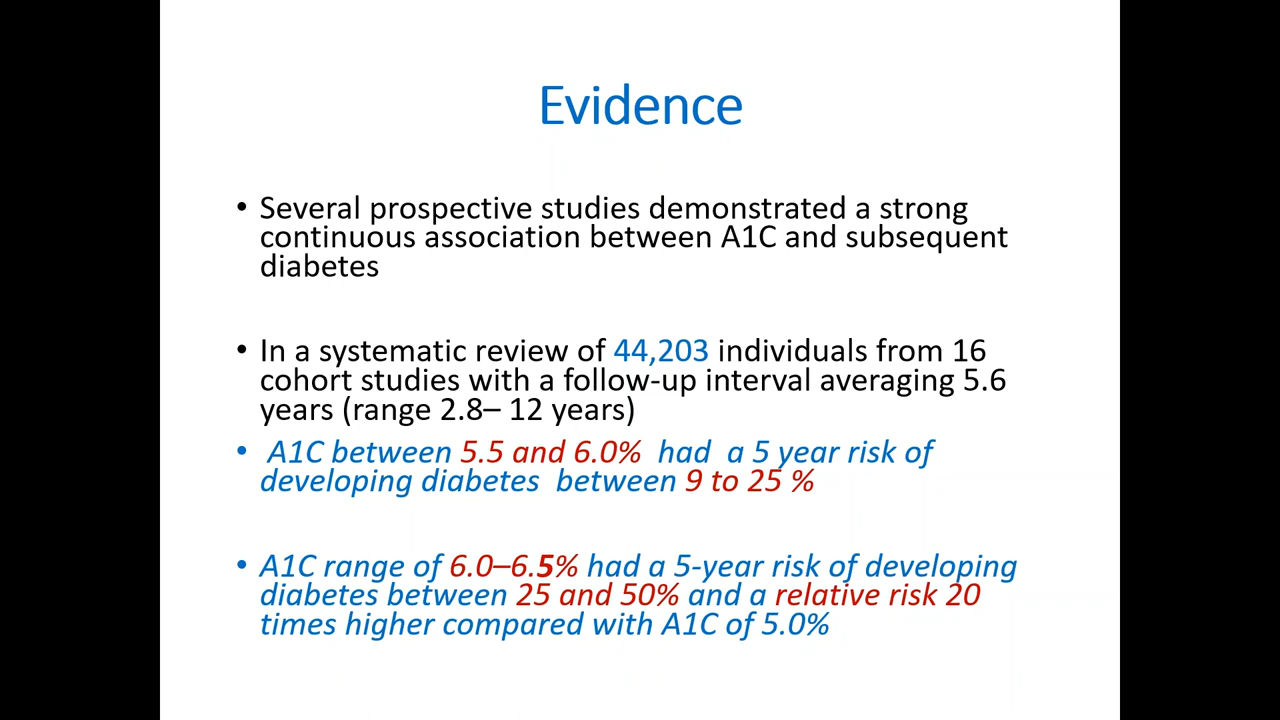 Evidence
• Several prospective studies demonstrated a strong
continuous association between A1C and subsequent
diabetes
• In a systematic review of 44,203 individuals from 16
cohort studies with a follow-up interval averaging 5.6
years (range 2.8– 12 years)
• A1C between 5.5 and 6.0%  had  a 5 year risk of
developing diabetes  between 9 to 25 %
• A1C range of 6.0–6.5% had a 5-year risk of developing
diabetes between 25 and 50% and a relative risk 20
times higher compared with A1C of 5.0%